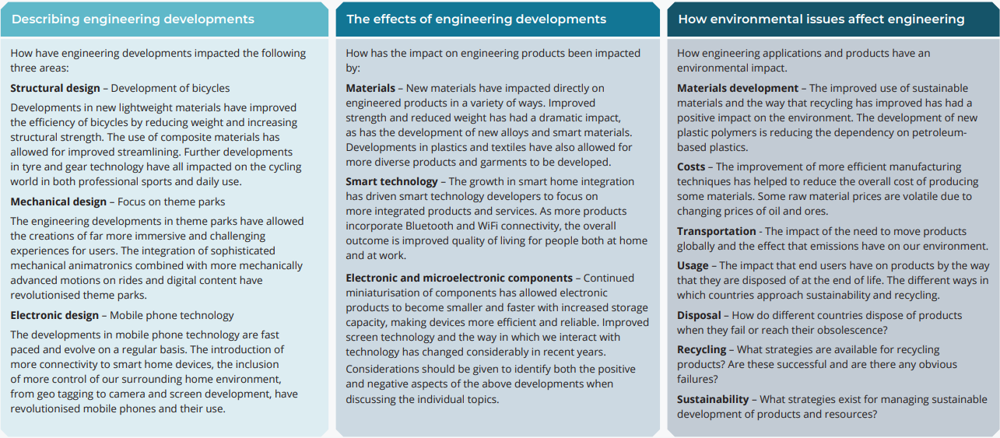 Describing engineering developments
How have engineering developments impacted the following
three areas:
Structural design – Development of bicycles
Developments in new lightweight materials have improved
the efficiency of bicycles by reducing weight and increasing
structural strength. The use of composite materials has
allowed for improved streamlining. Further developments
in tyre and gear technology have all impacted on the cycling
world in both professional sports and daily use.
Mechanical design – Focus on theme parks
The engineering developments in theme parks have allowed
the creations of far more immersive and challenging
experiences for users. The integration of sophisticated
mechanical animatronics combined with more mechanically
advanced motions on rides and digital content have
revolutionised theme parks.
Electronic design – Mobile phone technology
The developments in mobile phone technology are fast
paced and evolve on a regular basis. The introduction of
more connectivity to smart home devices, the inclusion
of more control of our surrounding home environment,
from geo tagging to camera and screen development, have
revolutionised mobile phones and their use.
The effects of engineering developments
How has the impact on engineering products been impacted
by:
Materials – New materials have impacted directly on
engineered products in a variety of ways. Improved
strength and reduced weight has had a dramatic impact,
as has the development of new alloys and smart materials.
Developments in plastics and textiles have also allowed for
more diverse products and garments to be developed.
Smart technology – The growth in smart home integration
has driven smart technology developers to focus on
more integrated products and services. As more products
incorporate Bluetooth and WiFi connectivity, the overall
outcome is improved quality of living for people both at home
and at work.
Electronic and microelectronic components – Continued
miniaturisation of components has allowed electronic
products to become smaller and faster with increased storage
capacity, making devices more efficient and reliable. Improved
screen technology and the way in which we interact with
technology has changed considerably in recent years.
Considerations should be given to identify both the positive
and negative aspects of the above developments when
discussing the individual topics.
How environmental issues affect engineering
How engineering applications and products have an
environmental impact.
Materials development – The improved use of sustainable
materials and the way that recycling has improved has had a
positive impact on the environment. The development of new
plastic polymers is reducing the dependency on petroleum-
based plastics.
Costs – The improvement of more efficient manufacturing
techniques has helped to reduce the overall cost of producing
some materials. Some raw material prices are volatile due to
changing prices of oil and ores.
Transportation - The impact of the need to move products
globally and the effect that emissions have on our environment.
Usage – The impact that end users have on products by the way
that they are disposed of at the end of life. The different ways in
which countries approach sustainability and recycling.
Disposal – How do different countries dispose of products
when they fail or reach their obsolescence?
Recycling – What strategies are available for recycling
products? Are these successful and are there any obvious
failures?
Sustainability – What strategies exist for managing sustainable
development of products and resources?